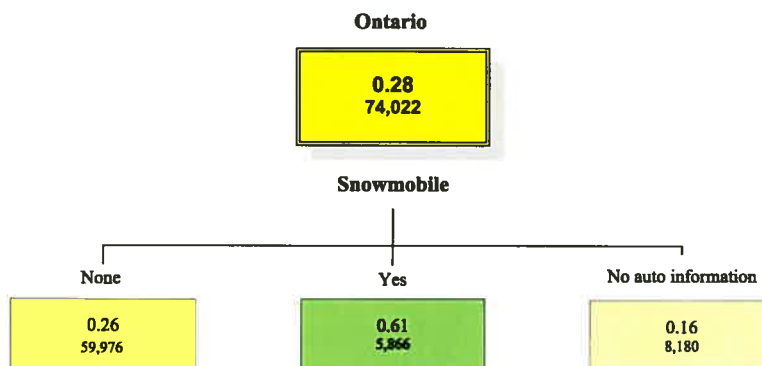 Ontario
0.28
74,022
Snowmobile
None
Yes
No auto information
0.26
0.61
0.16
59,976
5,866
8,180